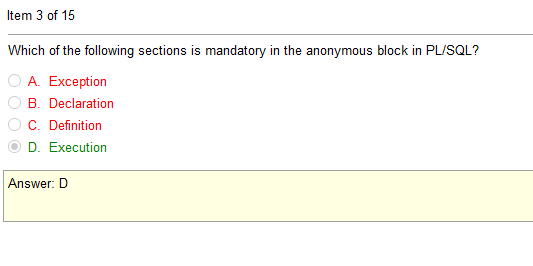 Item 3 of 15
Which of the following sections is mandatory in the anonymous block in PL/SQL?
A. Exception
B. Declaration
C. Definition
D. Execution
Answer: D